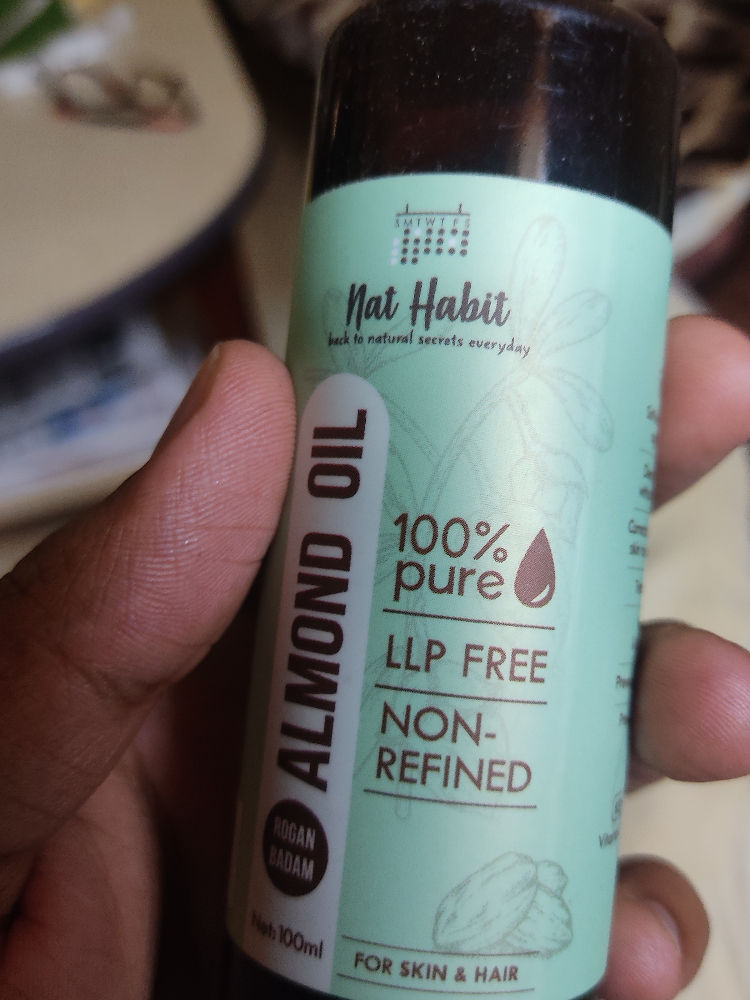 S M T W T F S
Nat Habit
back to natural secrets everyday
ALMOND OIL
100%
pure
LLP FREE
NON-
REFINED
ROGAN
BADAM
Net: 100ml
FOR SKIN & HAIR